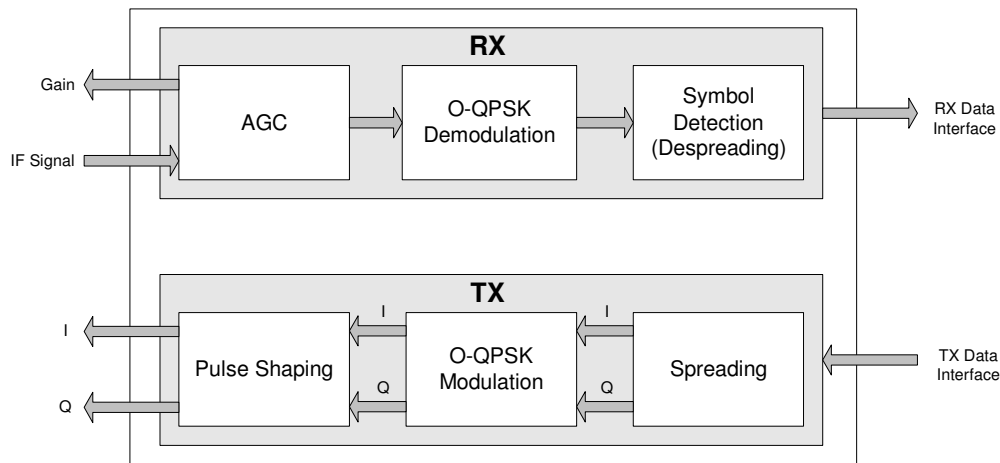 RX
Gain
IF Signal
AGC
O-QPSK
Demodulation
Symbol
Detection
(Despreading)
RX Data
Interface
TX
I
Q
Pulse Shaping
I
Q
O-QPSK
Modulation
I
Q
Spreading
TX Data
Interface